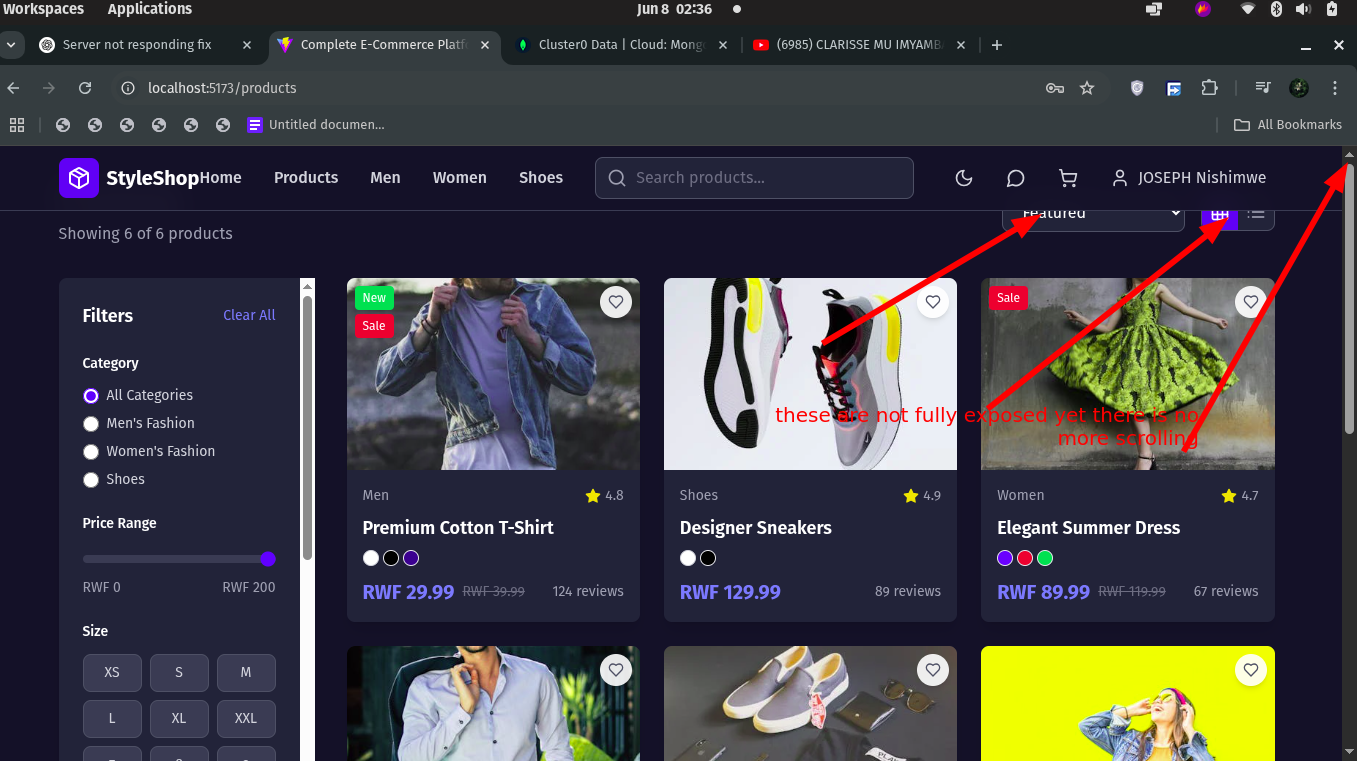 Workspaces Applications Jun 8 02:36
Server not responding fix Complete E-Commerce Platf Cluster0 Data | Cloud: Mong (6985) CLARISSE MU IMYAMB
localhost:5173/products
Untitled documen... All Bookmarks
StyleShop Home Products Men Women Shoes Search products... JOSEPH Nishimwe
Featured
Showing 6 of 6 products
Filters Clear All
Category
All Categories
Men's Fashion
Women's Fashion
Shoes
Price Range
RWF 0 RWF 200
Size
XS S M
L XL XXL
New
Sale
Men 4.8
Premium Cotton T-Shirt
RWF 29.99 RWF 39.99 124 reviews
Shoes 4.9
Designer Sneakers
RWF 129.99 89 reviews
Sale
Women 4.7
Elegant Summer Dress
RWF 89.99 RWF 119.99 67 reviews
these are not fully exposed yet there is no
more scrolling